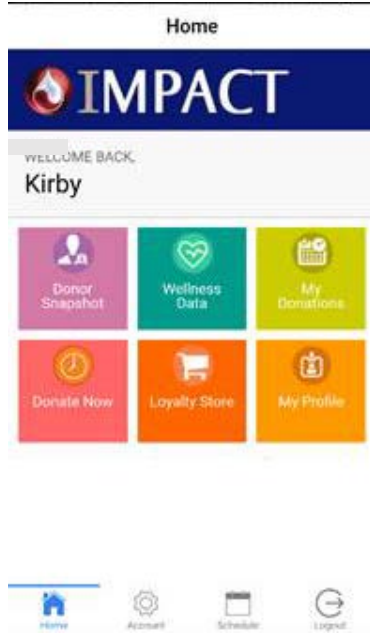 Home
IMPACT
WELCOME BACK,
Kirby
Donor
Snapshot
Wellness
Data
My
Donations
Donate Now
Loyalty Store
My Profile
Home
Account
Schedule
Logout